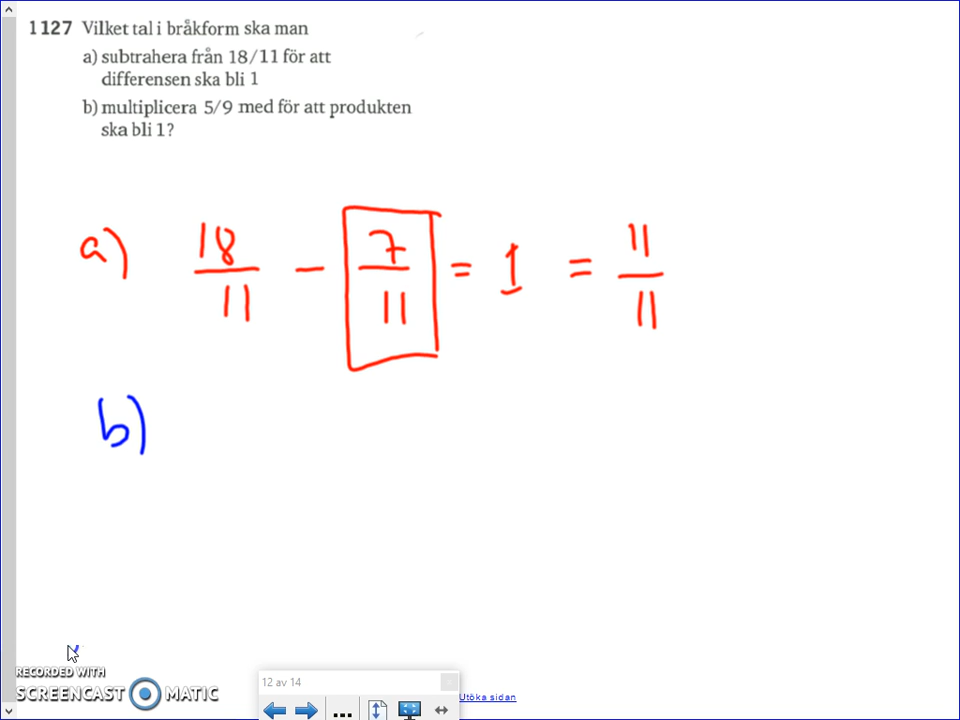 1127 Vilket tal i bråkform ska man
a) subtrahera från 18/11 för att
differensen ska bli 1
b) multiplicera 5/9 med för att produkten
ska bli 1?
a) 18/11 - 7/11 = 1 = 11/11
b)
RECORDED WITH
SCREENCAST MATIC
12 av 14
Utöka sidan